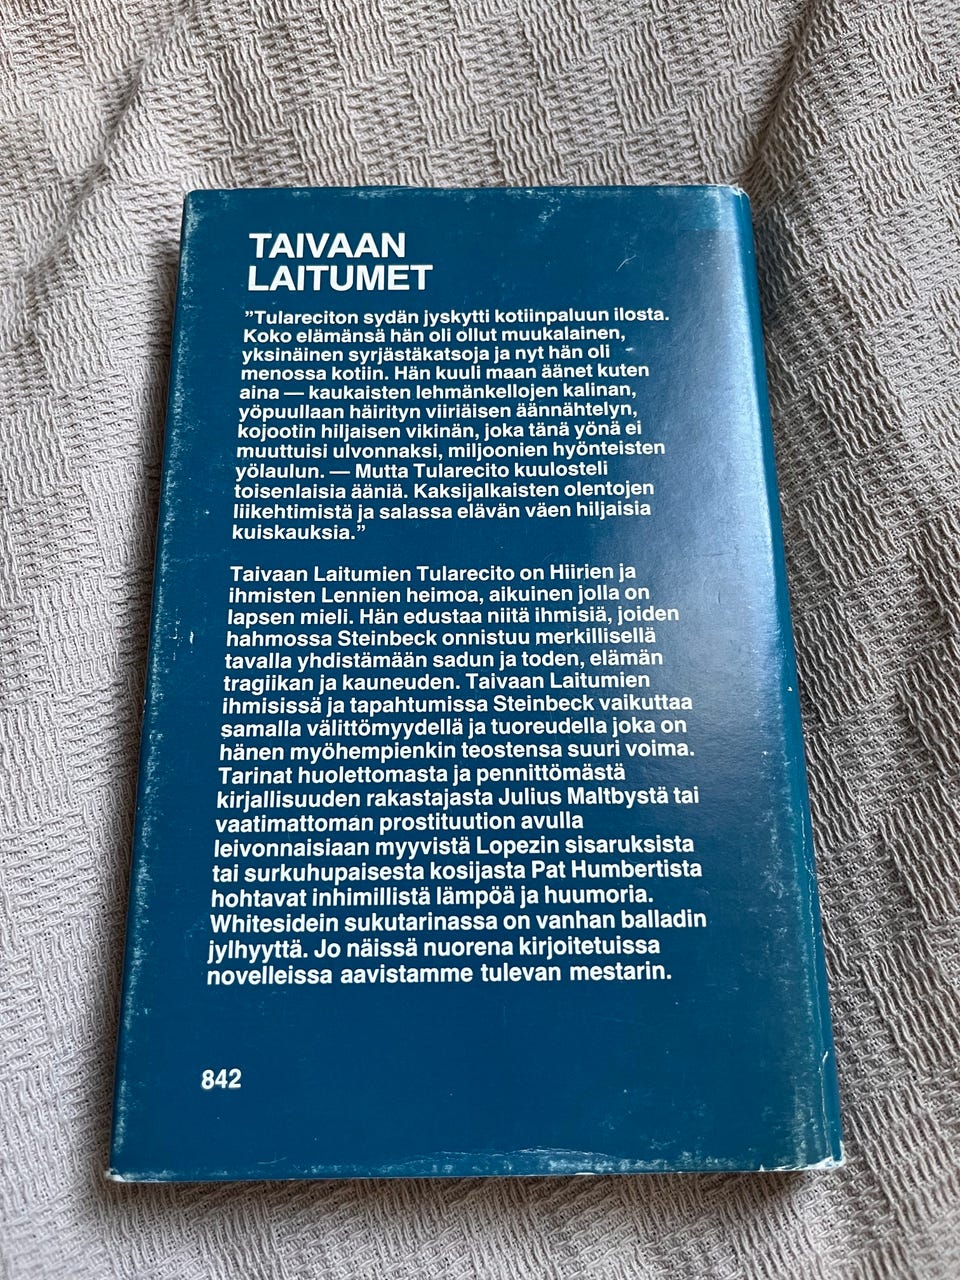 TAIVAAN
LAITUMET
”Tulareciton sydän jyskytti kotiinpaluun ilosta.
Koko elämänsä hän oli ollut muukalainen,
yksinäinen syrjästäkatsoja ja nyt hän oli
menossa kotiin. Hän kuuli maan äänet kuten
aina — kaukaisten lehmänkellojen kalinan,
yöpuullaan häirityn viiriäisen äännähtelyn,
kojootin hiljaisen vikinän, joka tänä yönä ei
muuttuisi ulvonnaksi, miljoonien hyönteisten
yölaulun. — Mutta Tularecito kuulosteli
toisenlaisia ääniä. Kaksijalkaisten olentojen
liikehtimistä ja salassa elävän väen hiljaisia
kuiskauksia.”
Taivaan Laitumien Tularecito on Hiirien ja
ihmisten Lennien heimoa, aikuinen jolla on
lapsen mieli. Hän edustaa niitä ihmisiä, joiden
hahmossa Steinbeck onnistuu merkillisellä
tavalla yhdistämään sadun ja toden, elämän
tragiikan ja kauneuden. Taivaan Laitumien
ihmisissä ja tapahtumissa Steinbeck vaikuttaa
samalla välittömyydellä ja tuoreudella joka on
hänen myöhempienkin teostensa suuri voima.
Tarinat huolettomasta ja pennittömästä
kirjallisuuden rakastajasta Julius Maltbystä tai
vaatimattoman prostituution avulla
leivonnaisiaan myyvistä Lopezin sisaruksista
tai surkuhupaisesta kosijasta Pat Humbertista
hohtavat inhimillistä lämpöä ja huumoria.
Whitesidein sukutarinassa on vanhan balladin
jylhyyttä. Jo näissä nuorena kirjoitetuissa
novelleissa aavistamme tulevan mestarin.
842